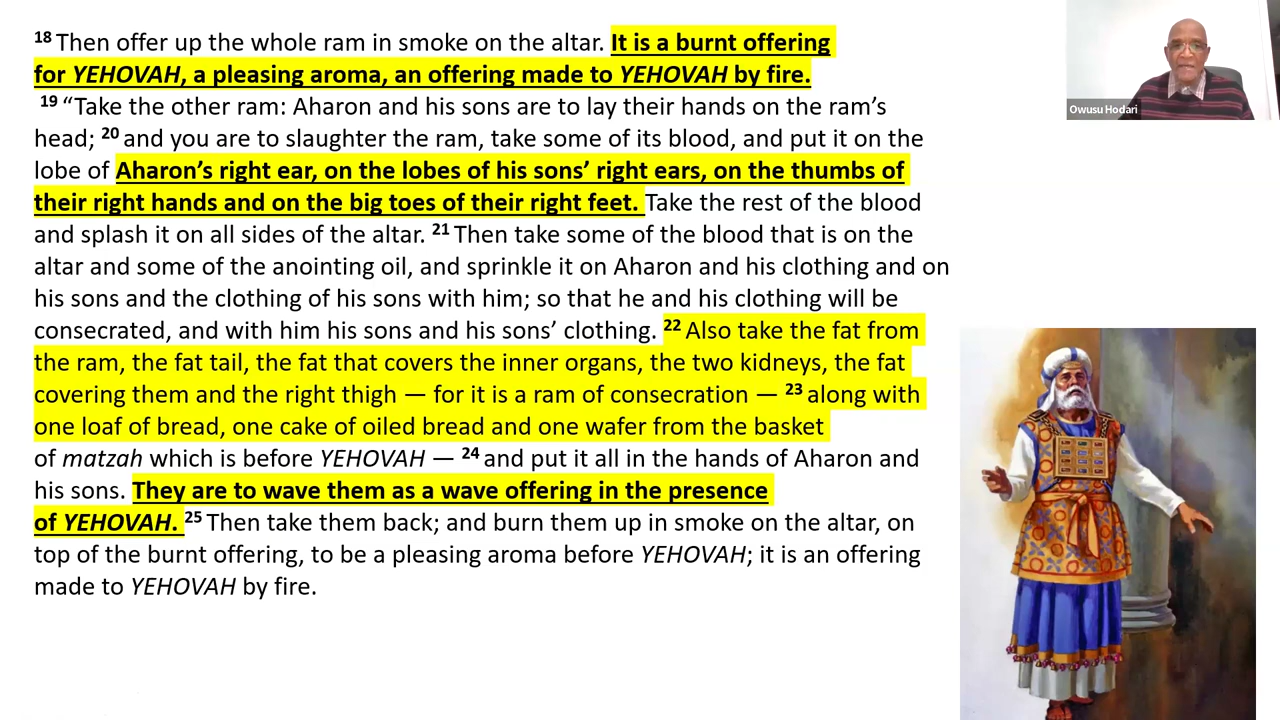 18 Then offer up the whole ram in smoke on the altar. It is a burnt offering
for YEHOVAH, a pleasing aroma, an offering made to YEHOVAH by fire.
19 “Take the other ram: Aharon and his sons are to lay their hands on the ram’s
head; 20 and you are to slaughter the ram, take some of its blood, and put it on the
lobe of Aharon’s right ear, on the lobes of his sons’ right ears, on the thumbs of
their right hands and on the big toes of their right feet. Take the rest of the blood
and splash it on all sides of the altar. 21 Then take some of the blood that is on the
altar and some of the anointing oil, and sprinkle it on Aharon and his clothing and on
his sons and the clothing of his sons with him; so that he and his clothing will be
consecrated, and with him his sons and his sons’ clothing. 22 Also take the fat from
the ram, the fat tail, the fat that covers the inner organs, the two kidneys, the fat
covering them and the right thigh — for it is a ram of consecration — 23 along with
one loaf of bread, one cake of oiled bread and one wafer from the basket
of matzah which is before YEHOVAH — 24 and put it all in the hands of Aharon and
his sons. They are to wave them as a wave offering in the presence
of YEHOVAH. 25 Then take them back; and burn them up in smoke on the altar, on
top of the burnt offering, to be a pleasing aroma before YEHOVAH; it is an offering
made to YEHOVAH by fire.
Owusu Hodari